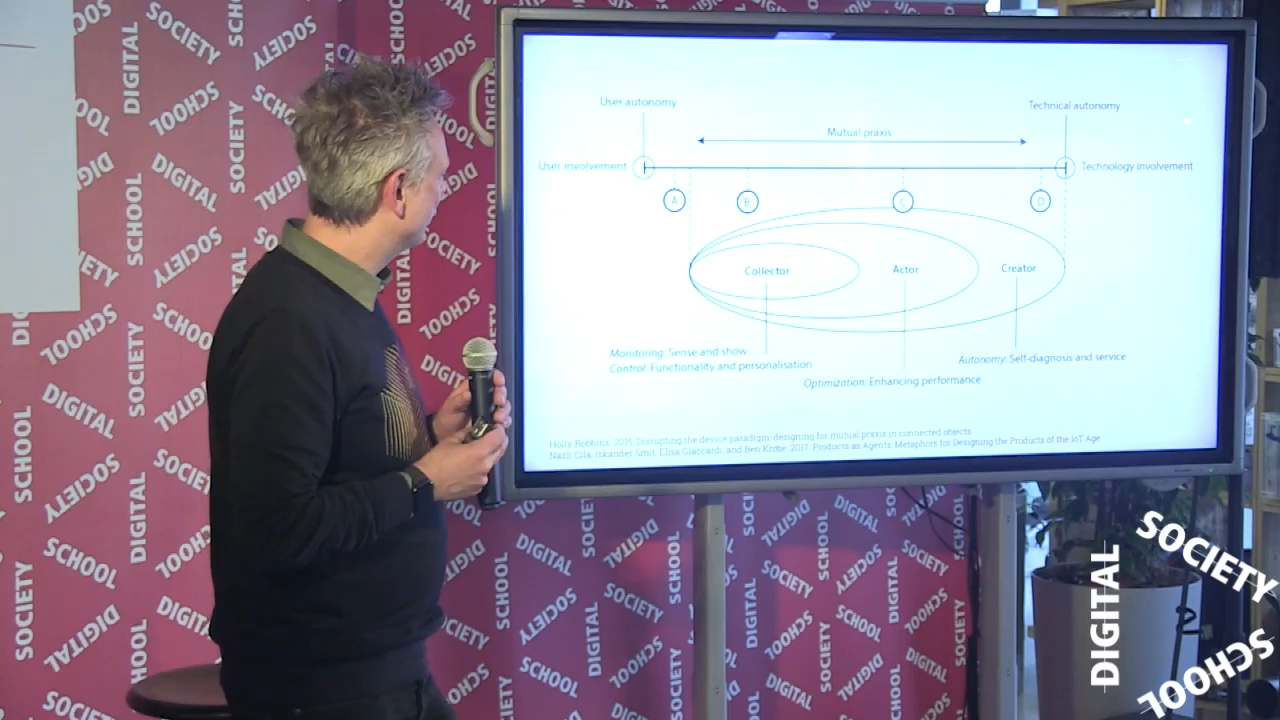 User autonomy
Technical autonomy
Mutual praxis
User involvement
Technology involvement
A
B
C
D
Collector
Actor
Creator
Monitoring: Sense and show
Control: Functionality and personalisation
Autonomy: Self-diagnosis and service
Optimization: Enhancing performance
Holly Robbins. 2015. Disrupting the device paradigm: designing for mutual praxis in connected objects
Nazli Cila, Iskander Smit, Elisa Giaccardi, and Ben Kröse. 2017. Products as Agents: Metaphors for Designing the Products of the IoT Age
DIGITAL
SOCIETY
SCHOOL